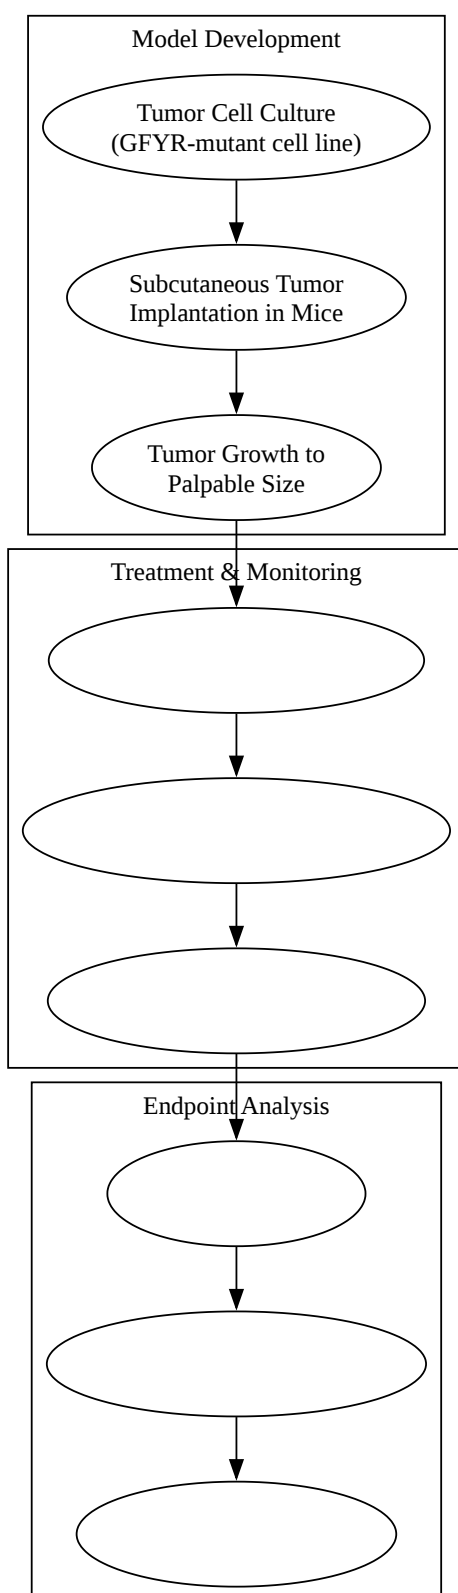 Model Development
Tumor Cell Culture
(GFYR-mutant cell line)
Subcutaneous Tumor
Implantation in Mice
Tumor Growth to
Palpable Size
Treatment & Monitoring
Endpoint Analysis